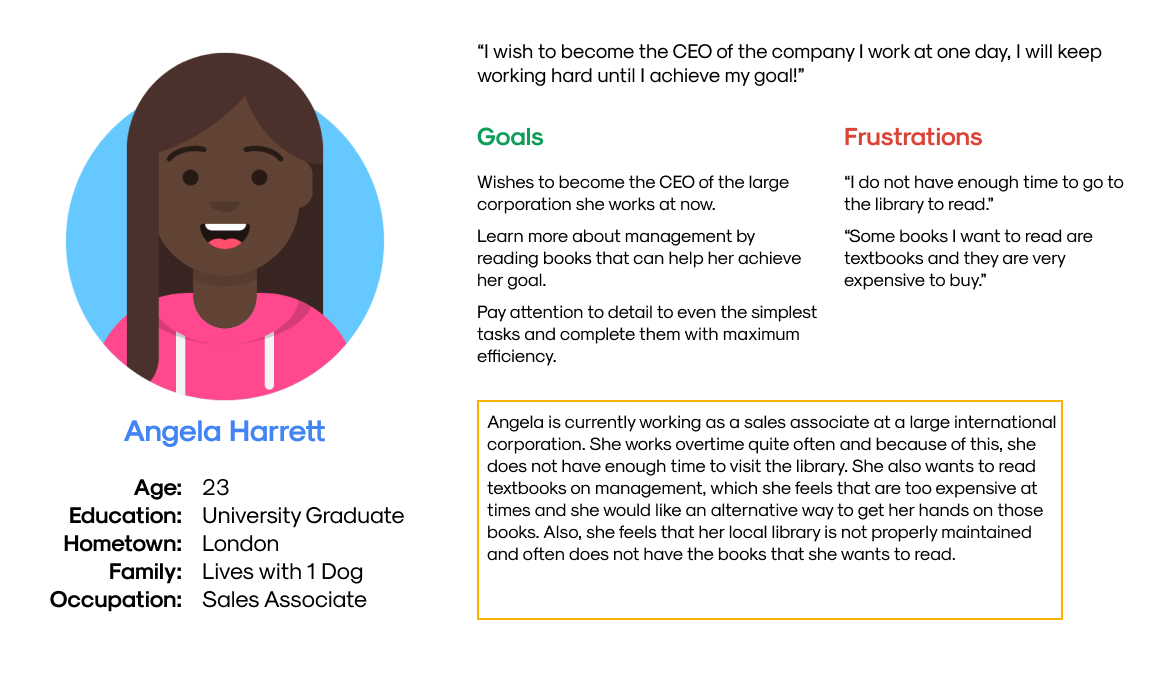 “I wish to become the CEO of the company I work at one day, I will keep
working hard until I achieve my goal!”
Goals
Wishes to become the CEO of the large
corporation she works at now.
Learn more about management by
reading books that can help her achieve
her goal.
Pay attention to detail to even the simplest
tasks and complete them with maximum
efficiency.
Frustrations
“I do not have enough time to go to
the library to read.”
“Some books I want to read are
textbooks and they are very
expensive to buy.”
Angela Harrett
Age: 23
Education: University Graduate
Hometown: London
Family: Lives with 1 Dog
Occupation: Sales Associate
Angela is currently working as a sales associate at a large international
corporation. She works overtime quite often and because of this, she
does not have enough time to visit the library. She also wants to read
textbooks on management, which she feels that are too expensive at
times and she would like an alternative way to get her hands on those
books. Also, she feels that her local library is not properly maintained
and often does not have the books that she wants to read.